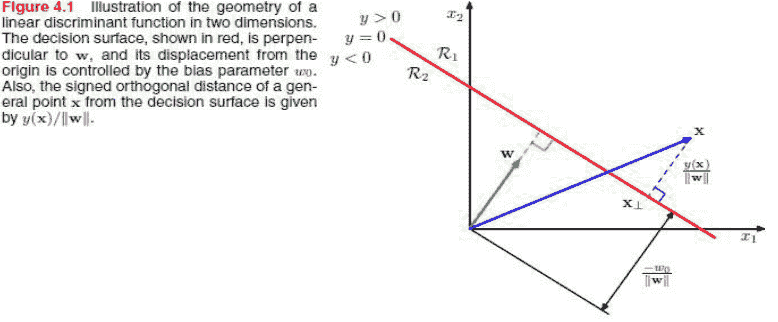 Figure 4.1 Illustration of the geometry of a
linear discriminant function in two dimensions.
The decision surface, shown in red, is perpen-
dicular to w, and its displacement from the
origin is controlled by the bias parameter w₀.
Also, the signed orthogonal distance of a gen-
eral point x from the decision surface is given
by y(x)/‖w‖.
y > 0
y = 0
y < 0
x₂
R₁
R₂
x
w
y(x)
‖w‖
x⊥
x₁
−w₀
‖w‖